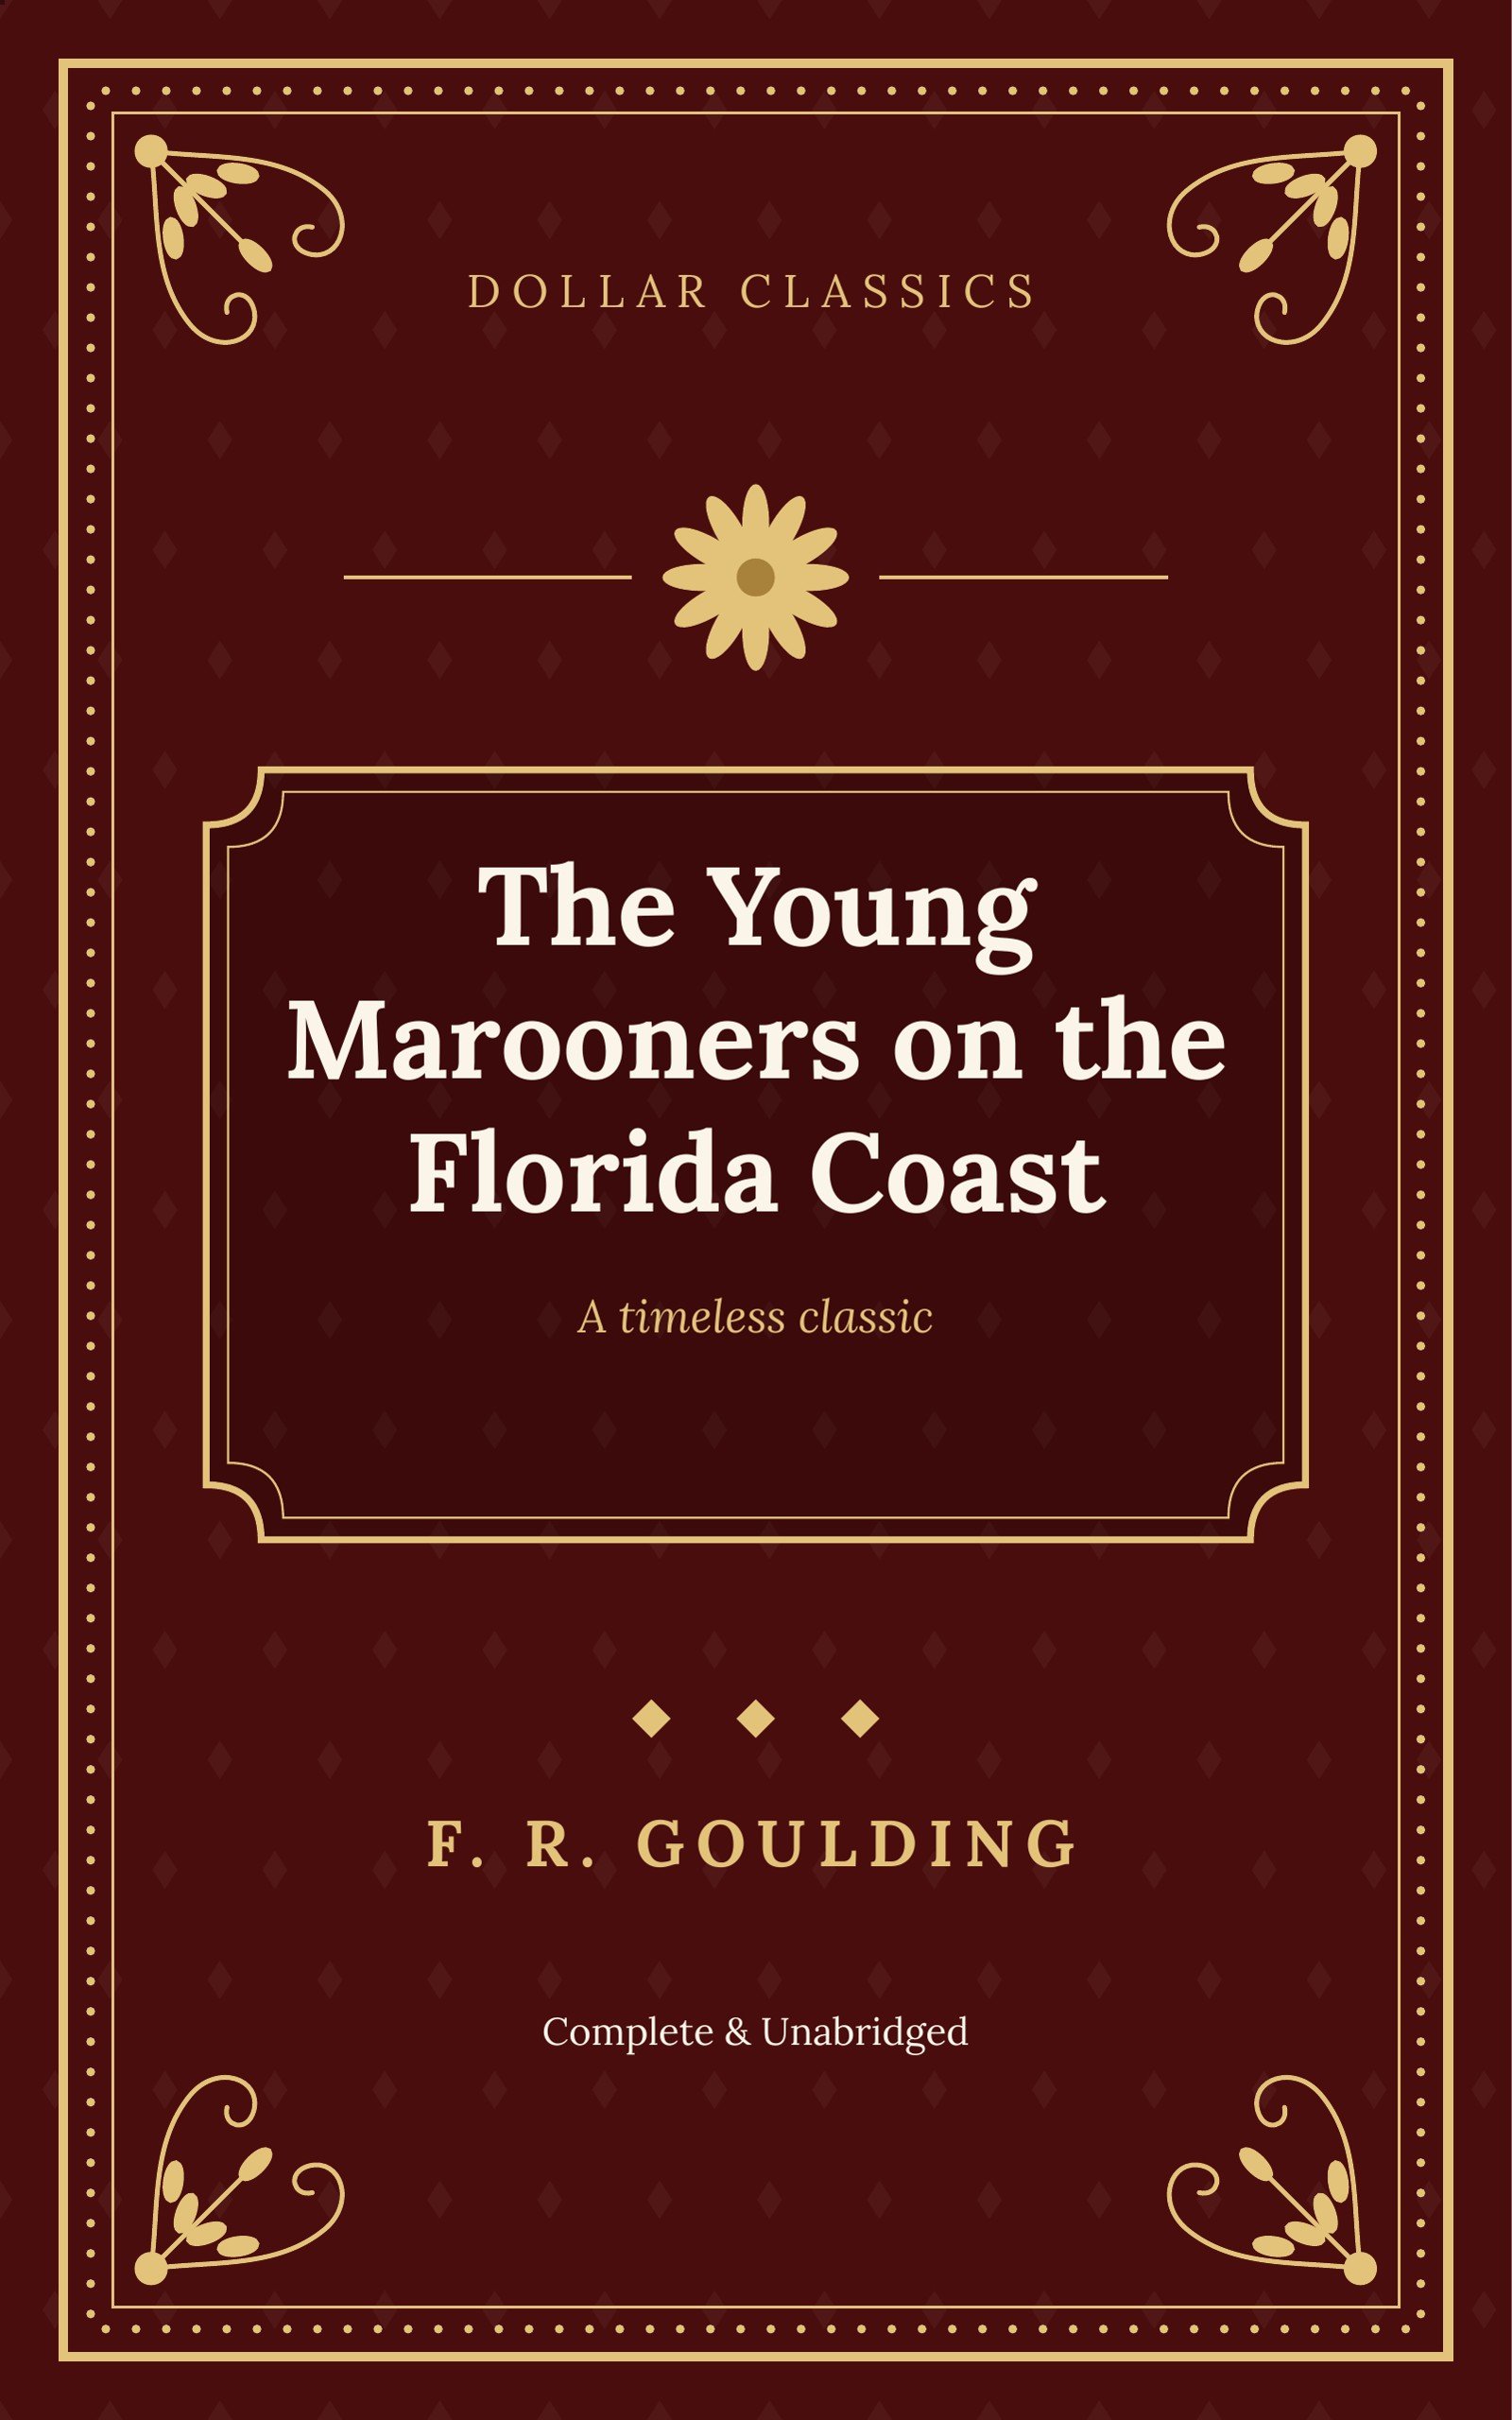 DOLLAR CLASSICS
The Young
Marooners on the
Florida Coast
A timeless classic
F. R. GOULDING
Complete & Unabridged